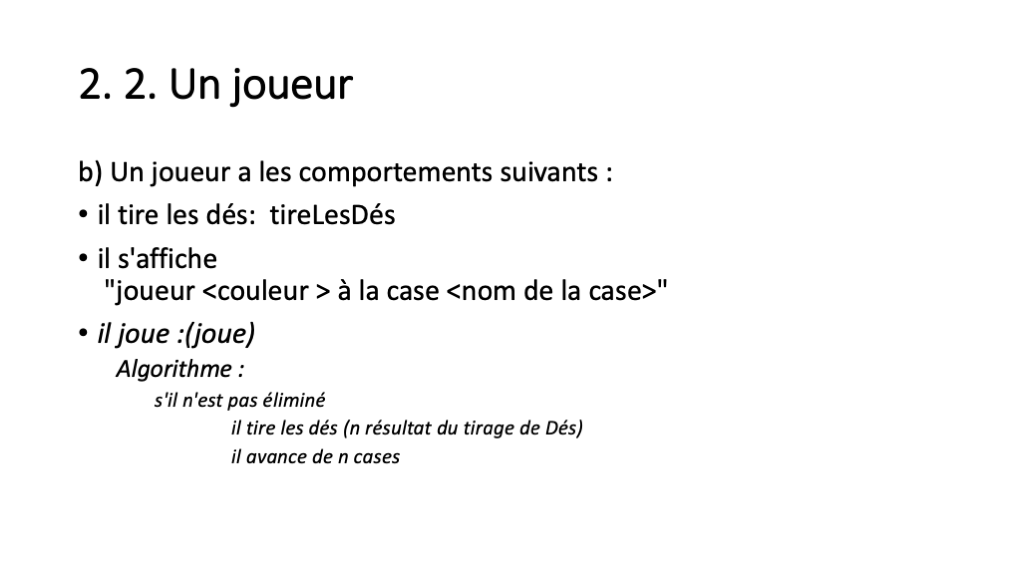 2. 2. Un joueur
b) Un joueur a les comportements suivants :
• il tire les dés:  tireLesDés
• il s'affiche
"joueur <couleur > à la case <nom de la case>"
• il joue :(joue)
Algorithme :
s'il n'est pas éliminé
il tire les dés (n résultat du tirage de Dés)
il avance de n cases